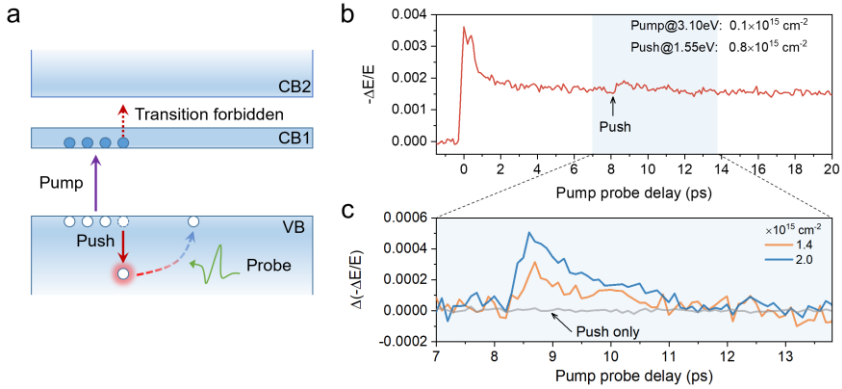 a
CB2
Transition forbidden
CB1
Pump
VB
Push
Probe
b
Pump@3.10eV: 0.1×10¹⁵ cm⁻²
Push@1.55eV: 0.8×10¹⁵ cm⁻²
0.004
0.003
0.002
0.001
0.000
-ΔE/E
Push
0 2 4 6 8 10 12 14 16 18 20
Pump probe delay (ps)
c
×10¹⁵ cm⁻²
1.4
2.0
0.0006
0.0004
0.0002
0.0000
-0.0002
Δ(-ΔE/E)
Push only
7 8 9 10 11 12 13
Pump probe delay (ps)